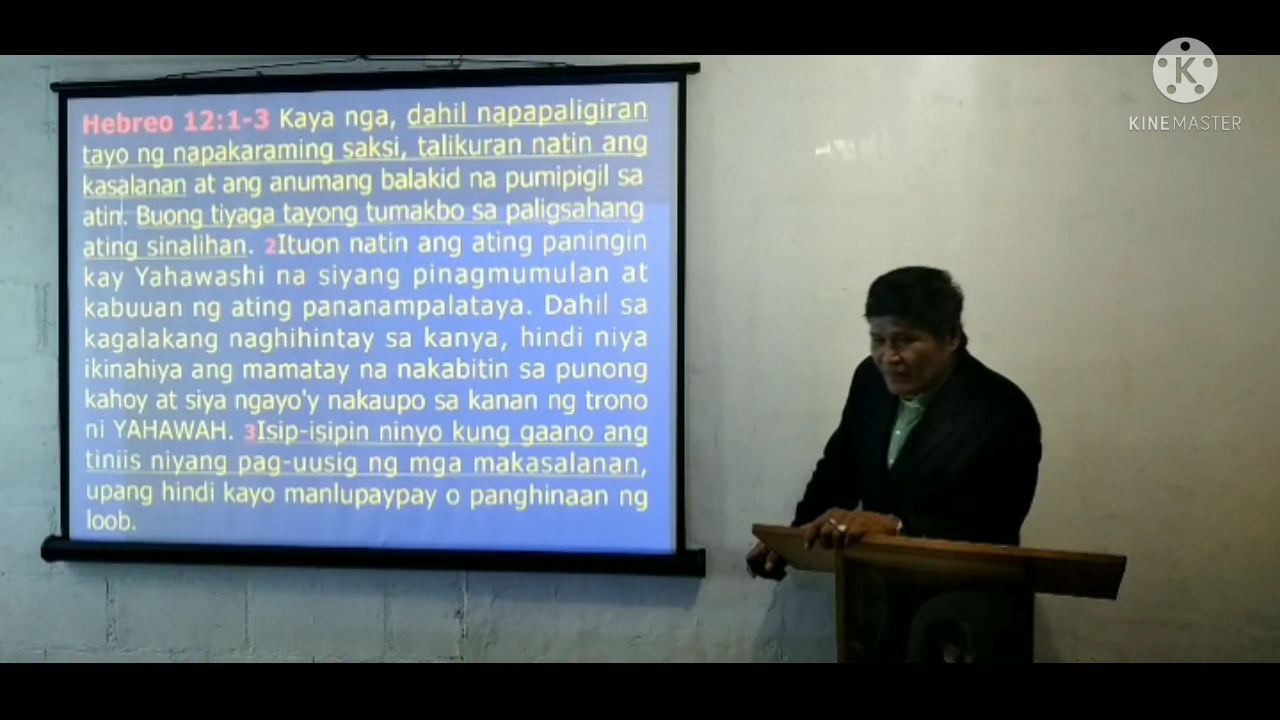 Hebreo 12:1-3 Kaya nga, dahil napapaligiran
tayo ng napakaraming saksi, talikuran natin ang
kasalanan at ang anumang balakid na pumipigil sa
atin. Buong tiyaga tayong tumakbo sa paligsahang
ating sinalihan. 2Ituon natin ang ating paningin
kay Yahawashi na siyang pinagmumulan at
kabuuan ng ating pananampalataya. Dahil sa
kagalakang naghihintay sa kanya, hindi niya
ikinahiya ang mamatay na nakabitin sa punong
kahoy at siya ngayo'y nakaupo sa kanan ng trono
ni YAHAWAH. 3Isip-isipin ninyo kung gaano ang
tiniis niyang pag-uusig ng mga makasalanan,
upang hindi kayo manlupaypay o panghinaan ng
loob.
K
KINEMASTER